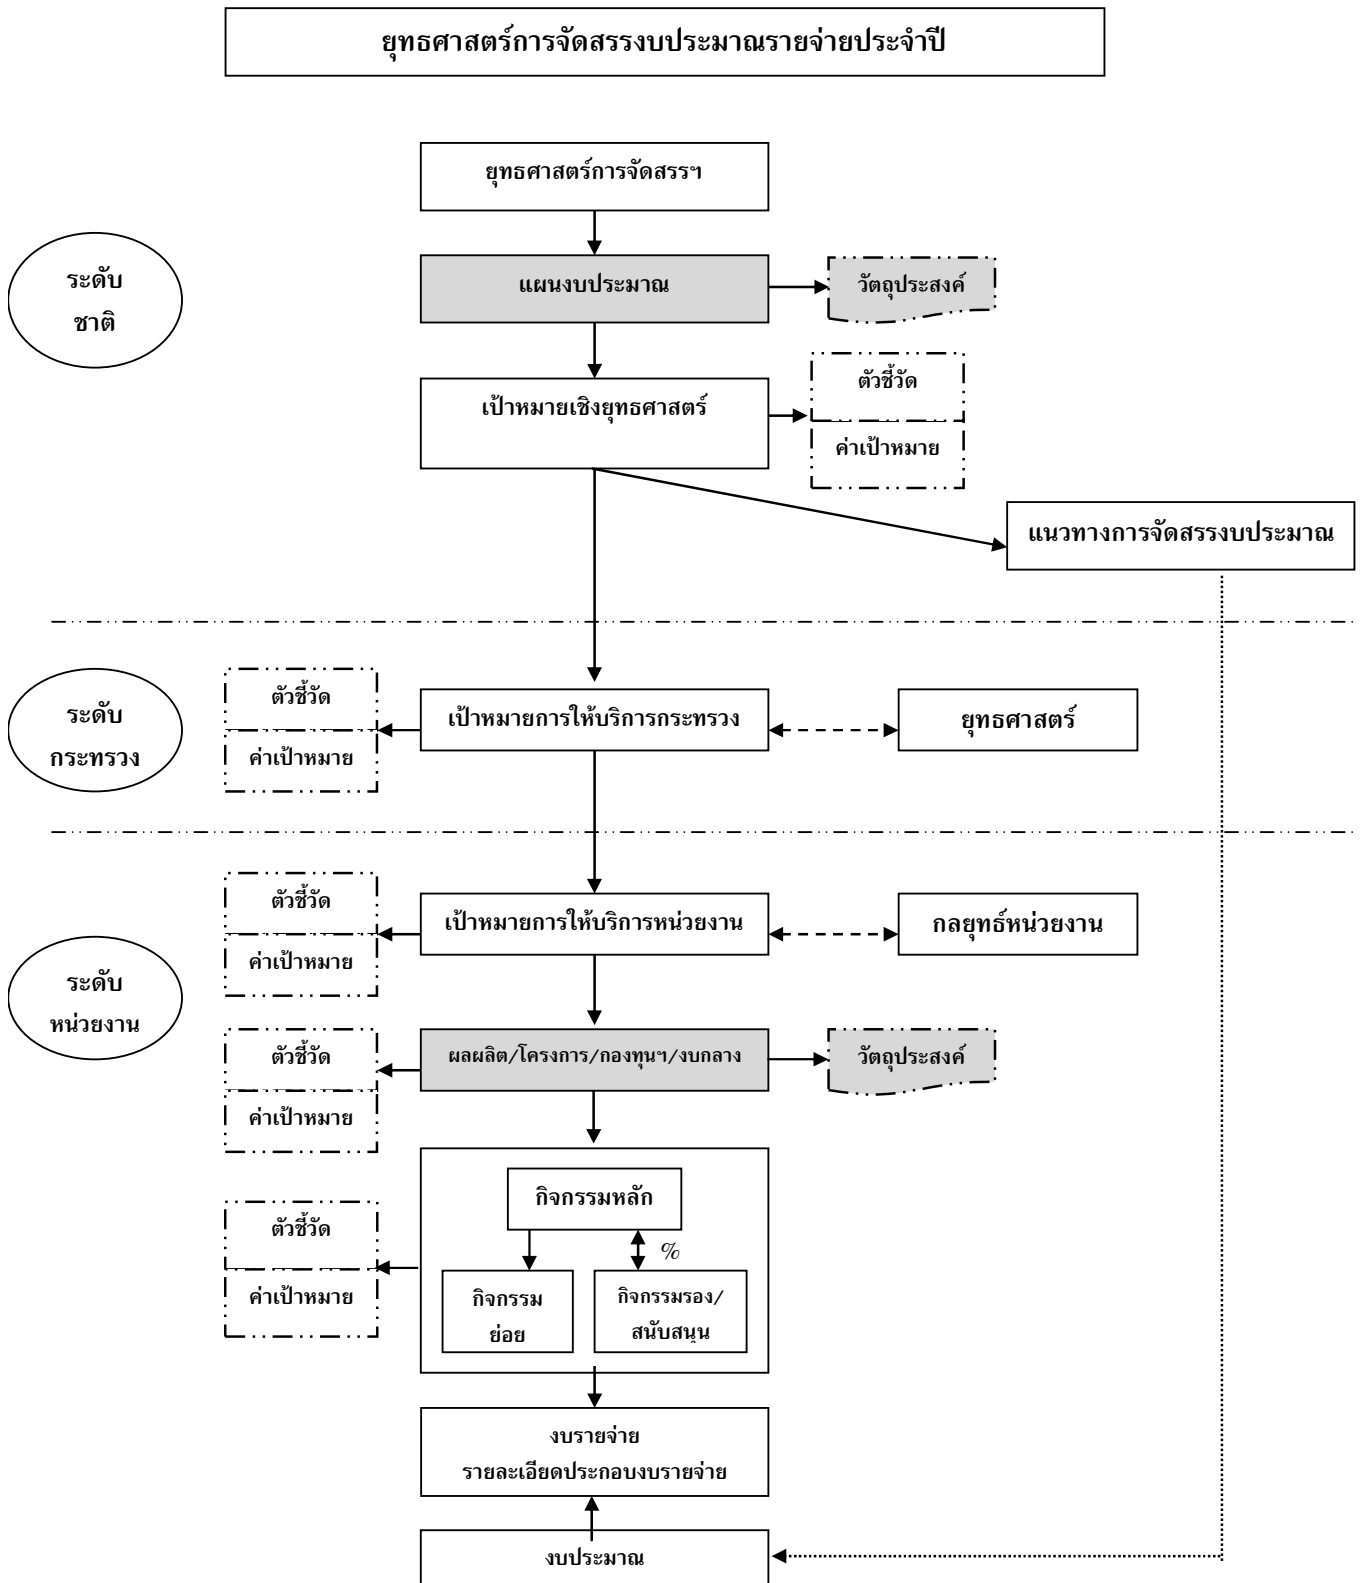 ยุทธศาสตร์การจัดสรรงบประมาณรายจ่ายประจำปี
ยุทธศาสตร์การจัดสรรฯ
ระดับ
ชาติ
แผนงบประมาณ
วัตถุประสงค์
เป้าหมายเชิงยุทธศาสตร์
ตัวชี้วัด
ค่าเป้าหมาย
แนวทางการจัดสรรงบประมาณ
ระดับ
กระทรวง
ตัวชี้วัด
ค่าเป้าหมาย
เป้าหมายการให้บริการกระทรวง
ยุทธศาสตร์
ระดับ
หน่วยงาน
ตัวชี้วัด
ค่าเป้าหมาย
เป้าหมายการให้บริการหน่วยงาน
กลยุทธ์หน่วยงาน
ตัวชี้วัด
ค่าเป้าหมาย
ผลผลิต/โครงการ/กองทุนฯ/งบกลาง
วัตถุประสงค์
ตัวชี้วัด
ค่าเป้าหมาย
กิจกรรมหลัก
%
กิจกรรม
ย่อย
กิจกรรมรอง/
สนับสนุน
งบรายจ่าย
รายละเอียดประกอบงบรายจ่าย
งบประมาณ